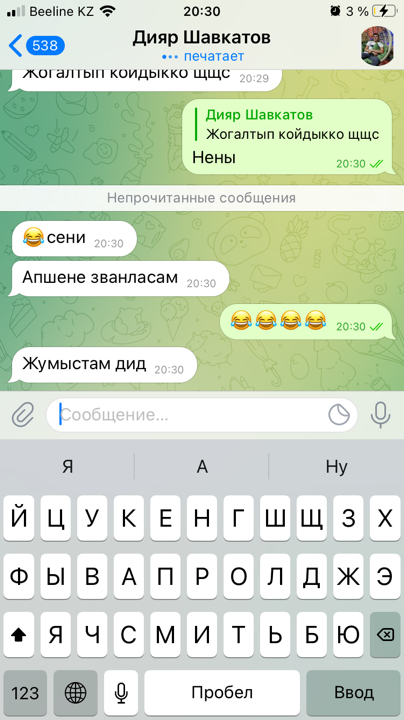 Beeline KZ 20:30 3 %
538 Дияр Шавкатов
печатает
Жогалтып койдыкко щщс 20:29
Дияр Шавкатов
Жогалтып койдыкко щщс
Нены 20:30
Непрочитанные сообщения
😂сени 20:30
Апшене званласам 20:30
😂😂😂😂 20:30
Жумыстам дид 20:30
Сообщение...
Я А Ну
Й Ц У К Е Н Г Ш Щ З Х
Ф Ы В А П Р О Л Д Ж Э
Я Ч С М И Т Ь Б Ю
123 Пробел Ввод